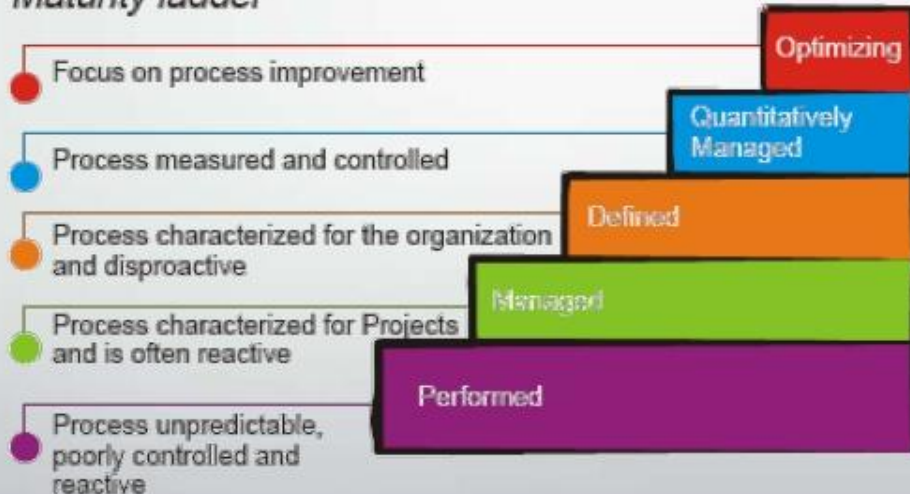 Maturity ladder
Optimizing
Focus on process improvement
Quantitatively
Managed
Process measured and controlled
Defined
Process characterized for the organization
and disproactive
Managed
Process characterized for Projects
and is often reactive
Performed
Process unpredictable,
poorly controlled and
reactive